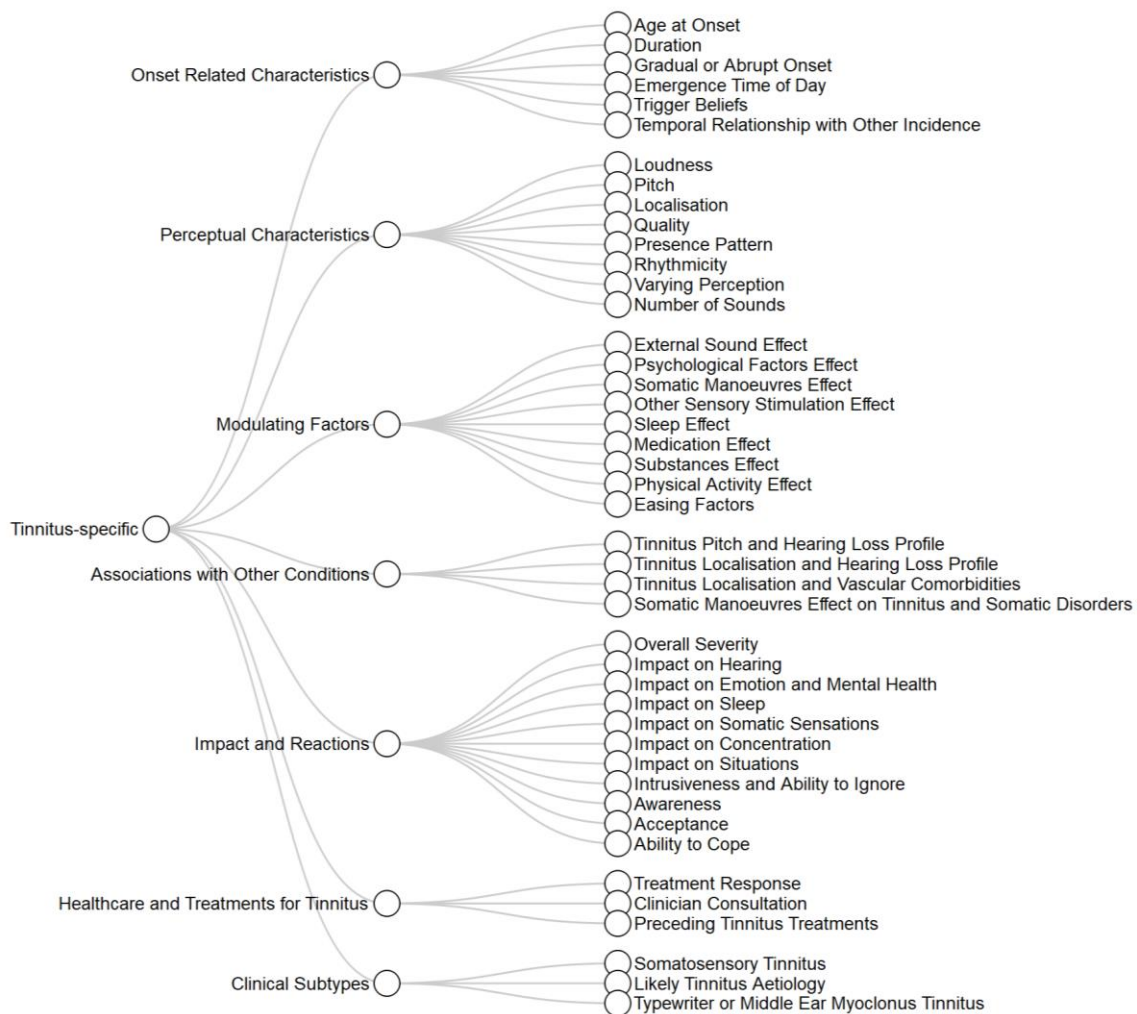 Tinnitus-specific
Onset Related Characteristics
Age at Onset
Duration
Gradual or Abrupt Onset
Emergence Time of Day
Trigger Beliefs
Temporal Relationship with Other Incidence
Perceptual Characteristics
Loudness
Pitch
Localisation
Quality
Presence Pattern
Rhythmicity
Varying Perception
Number of Sounds
Modulating Factors
External Sound Effect
Psychological Factors Effect
Somatic Manoeuvres Effect
Other Sensory Stimulation Effect
Sleep Effect
Medication Effect
Substances Effect
Physical Activity Effect
Easing Factors
Associations with Other Conditions
Tinnitus Pitch and Hearing Loss Profile
Tinnitus Localisation and Hearing Loss Profile
Tinnitus Localisation and Vascular Comorbidities
Somatic Manoeuvres Effect on Tinnitus and Somatic Disorders
Impact and Reactions
Overall Severity
Impact on Hearing
Impact on Emotion and Mental Health
Impact on Sleep
Impact on Somatic Sensations
Impact on Concentration
Impact on Situations
Intrusiveness and Ability to Ignore
Awareness
Acceptance
Ability to Cope
Healthcare and Treatments for Tinnitus
Treatment Response
Clinician Consultation
Preceding Tinnitus Treatments
Clinical Subtypes
Somatosensory Tinnitus
Likely Tinnitus Aetiology
Typewriter or Middle Ear Myoclonus Tinnitus